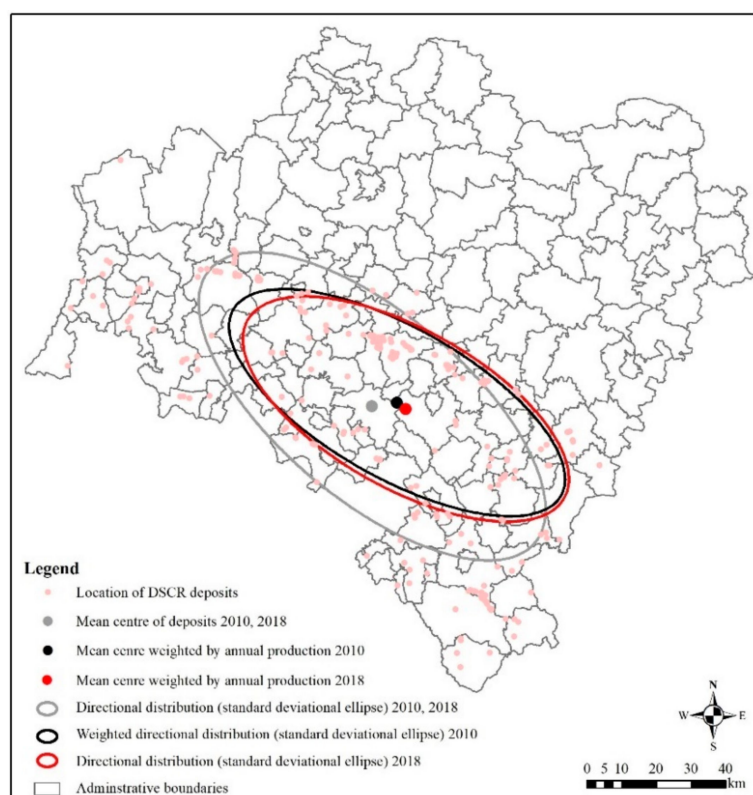 Legend
Location of DSCR deposits
Mean centre of deposits 2010, 2018
Mean cenre weighted by annual production 2010
Mean cenre weighted by annual production 2018
Directional distribution (standard deviational ellipse) 2010, 2018
Weighted directional distribution (standard deviational ellipse) 2010
Directional distribution (standard deviational ellipse) 2018
Adminstrative boundaries
N
W E
S
0 5 10 20 30 40
km